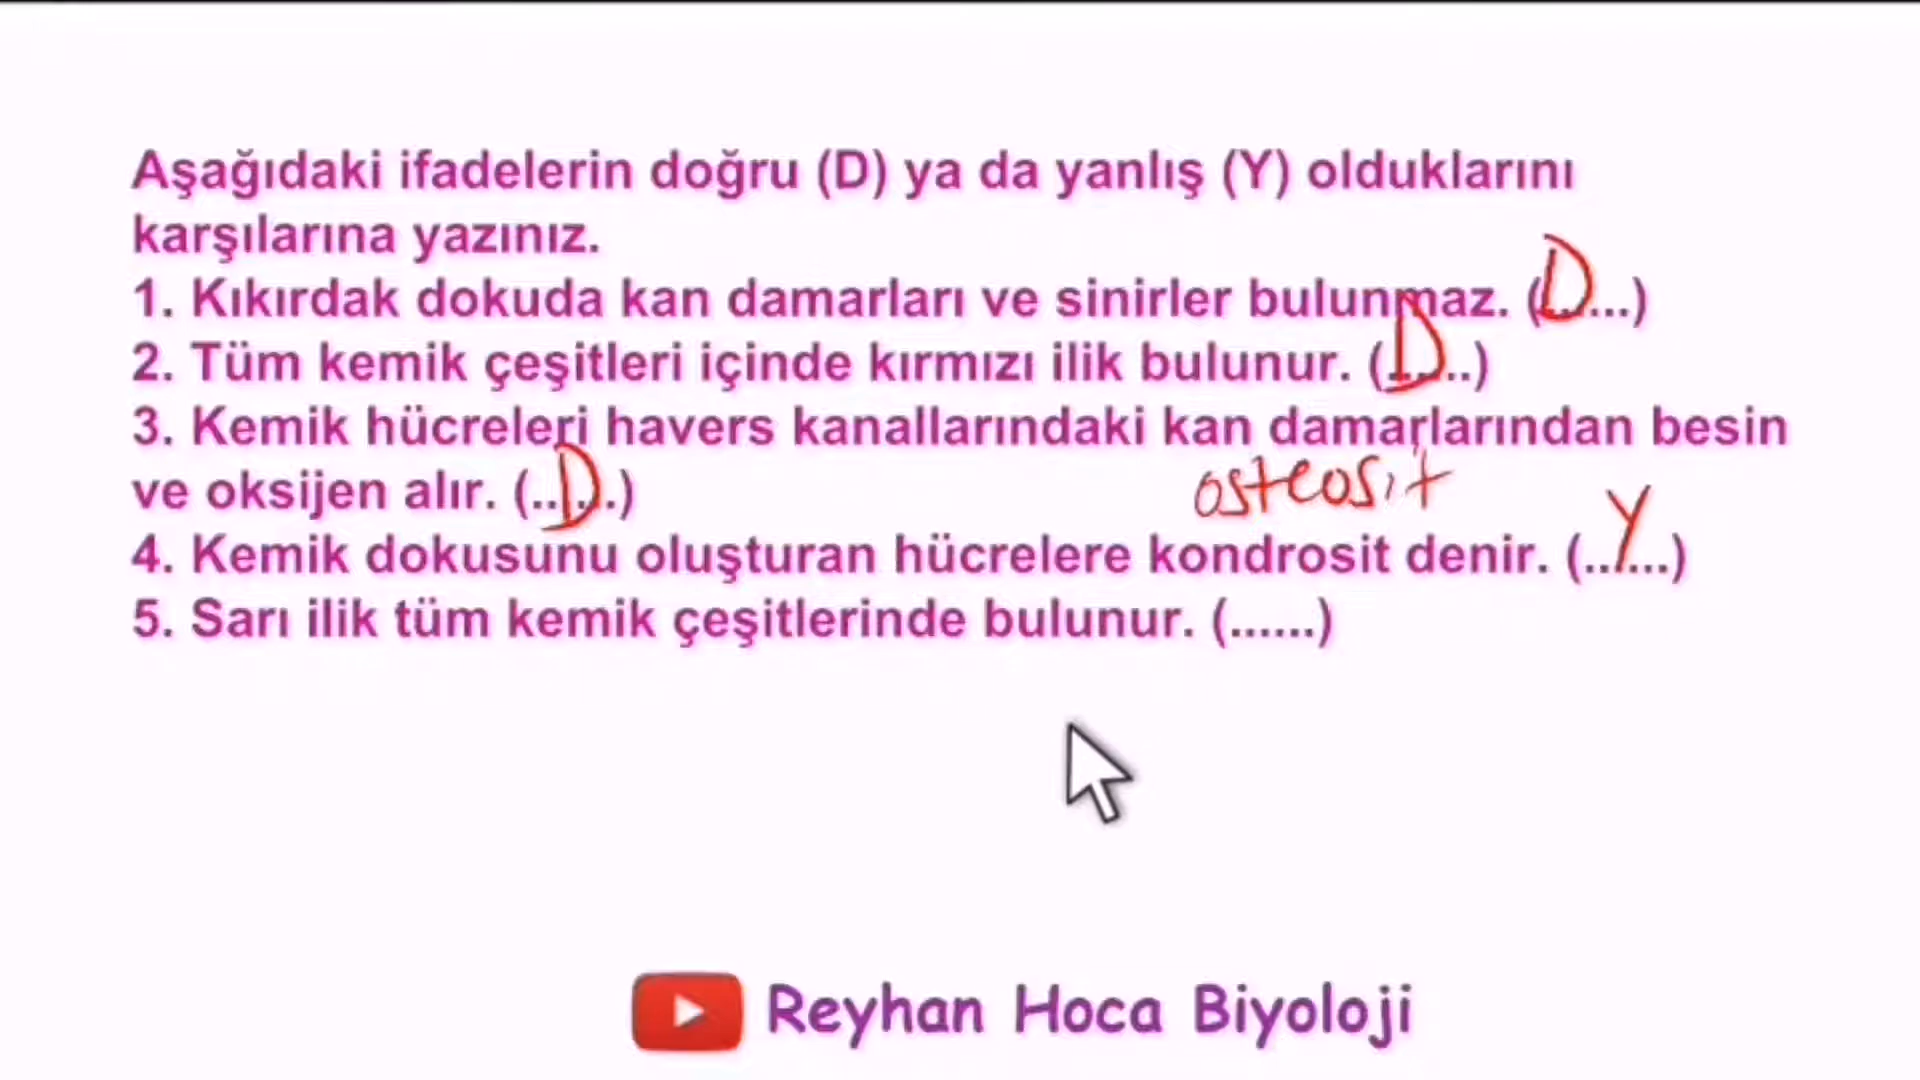 Aşağıdaki ifadelerin doğru (D) ya da yanlış (Y) olduklarını
karşılarına yazınız.
1. Kıkırdak dokuda kan damarları ve sinirler bulunmaz. (..D...)
2. Tüm kemik çeşitleri içinde kırmızı ilik bulunur. (..D...)
3. Kemik hücreleri havers kanallarındaki kan damarlarından besin
ve oksijen alır. (..D..)
osteosit
4. Kemik dokusunu oluşturan hücrelere kondrosit denir. (..Y...)
5. Sarı ilik tüm kemik çeşitlerinde bulunur. (......)
Reyhan Hoca Biyoloji